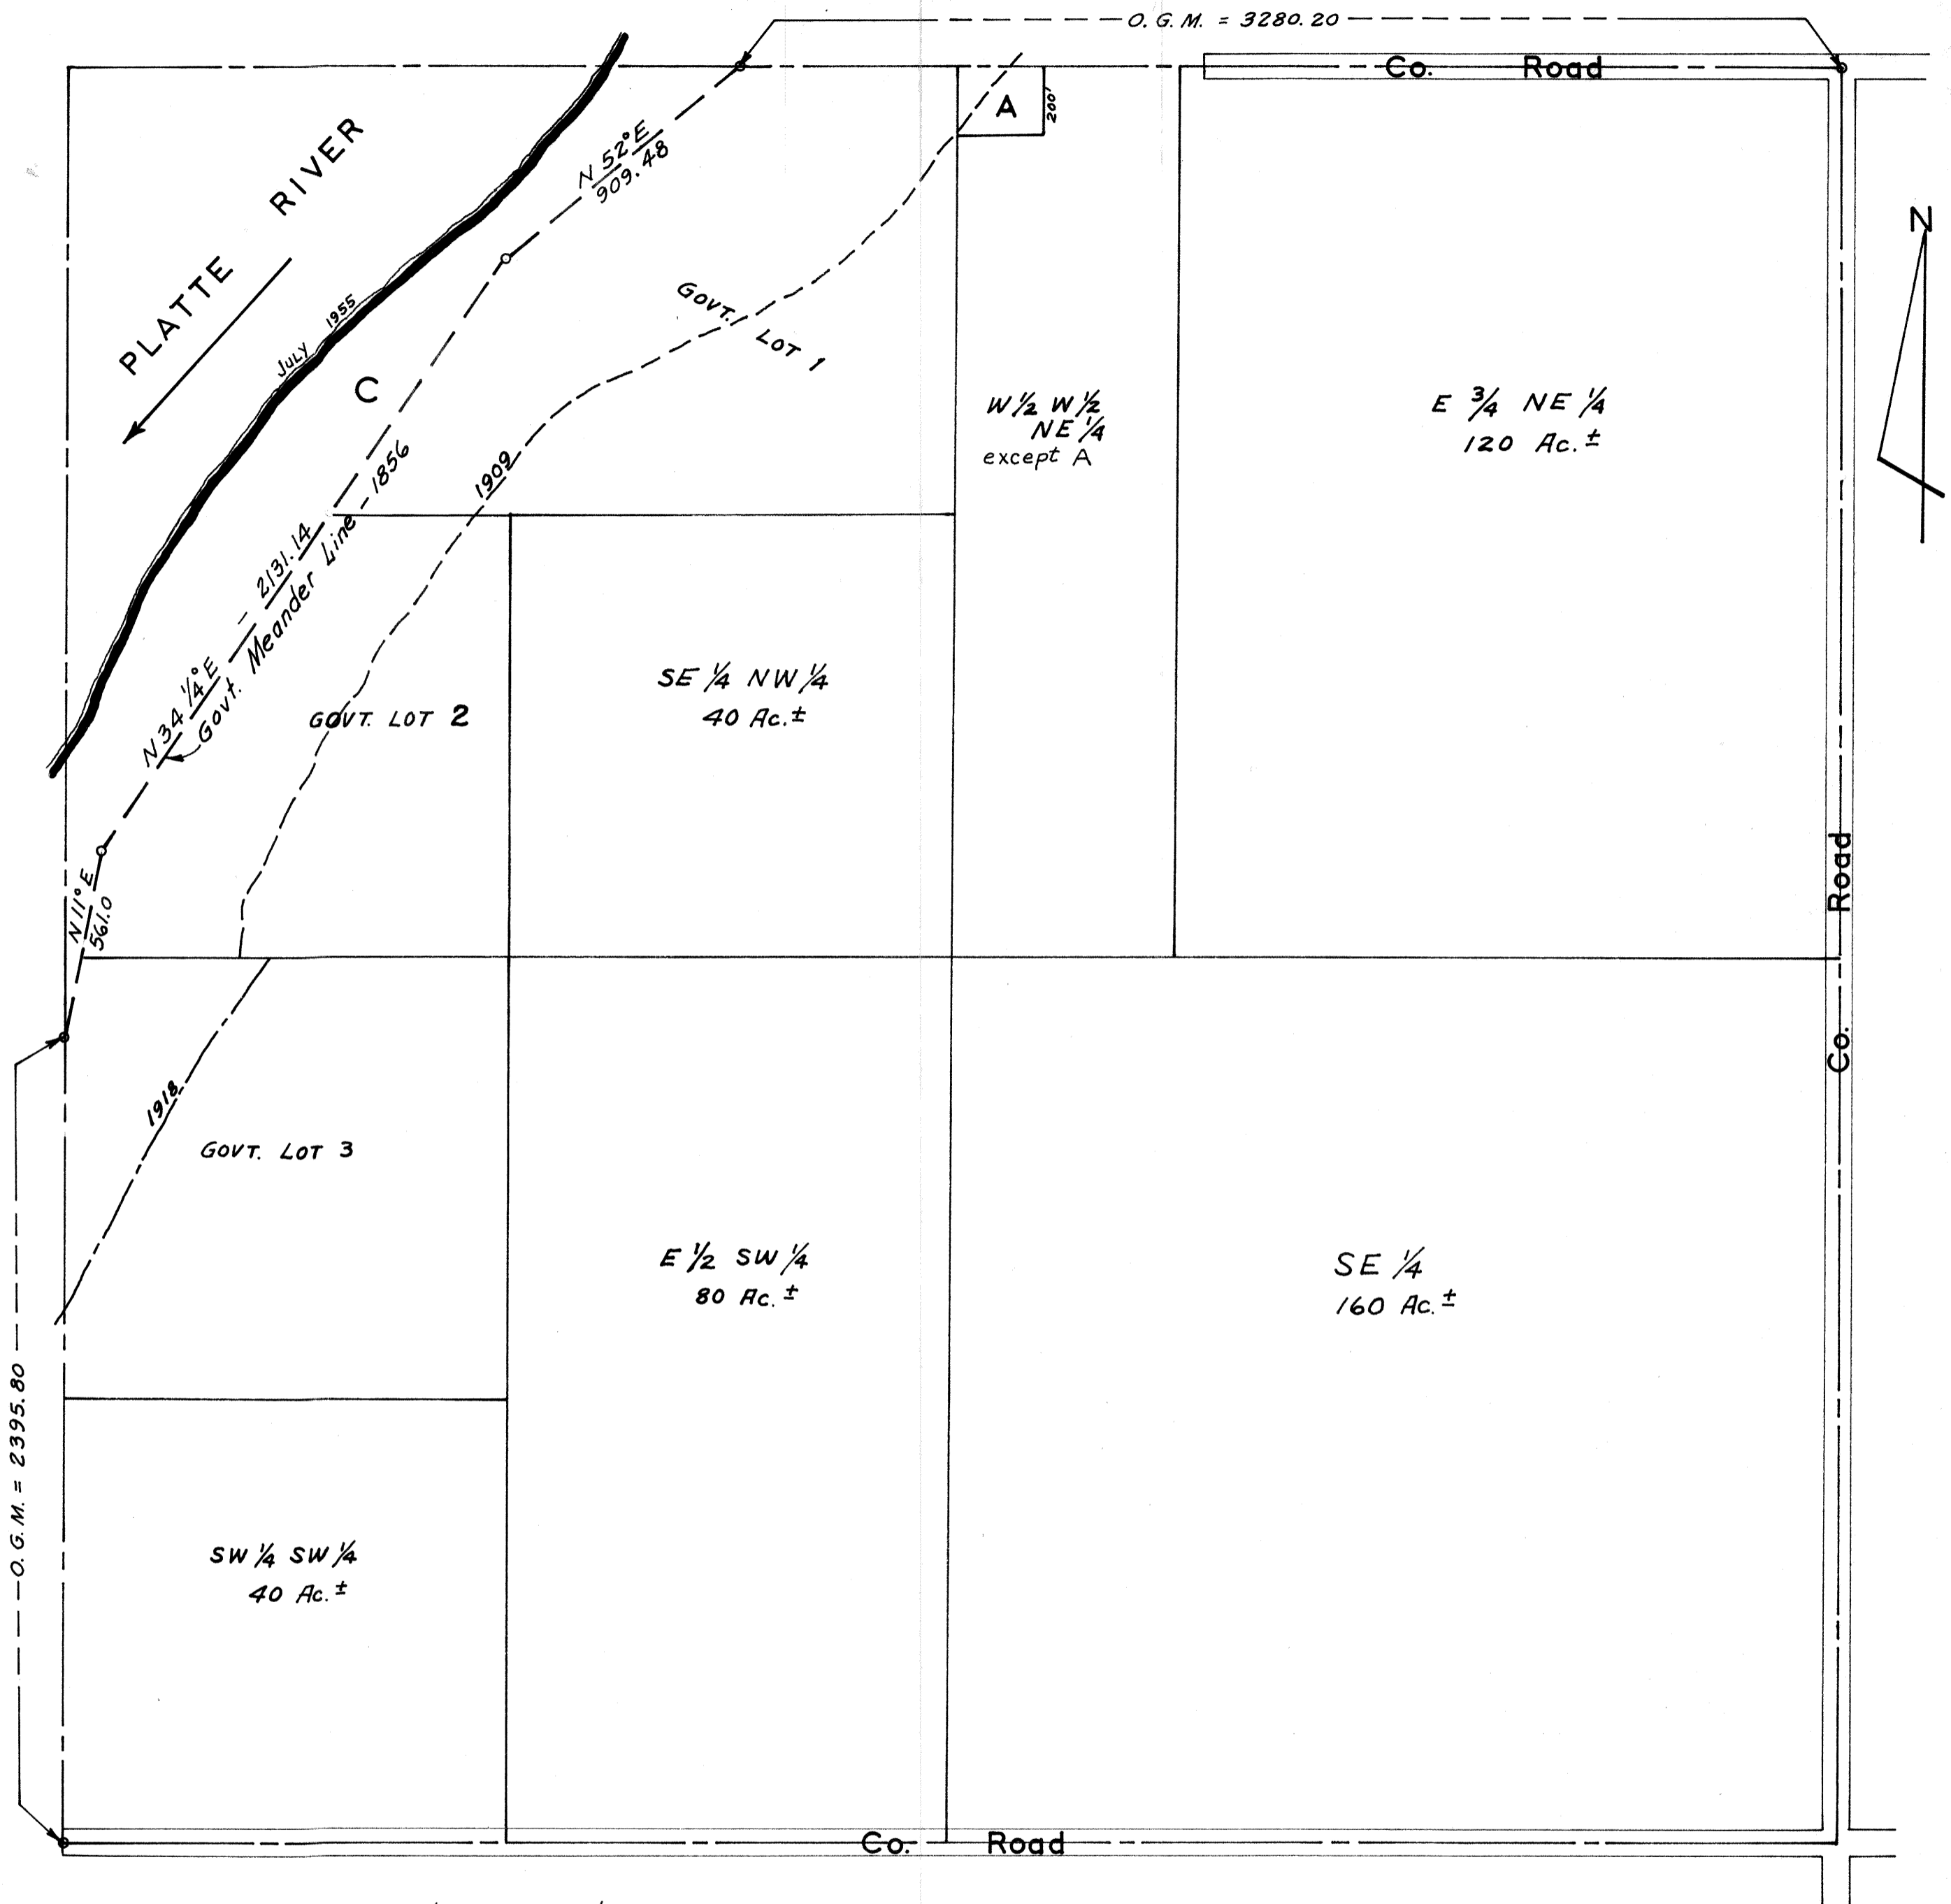 O.G.M. = 3280.20
Co. Road
A
200'
N 52° E
909.48
N
PLATTE RIVER
July 1955
C
GOVT. LOT 1
W ½ W ½
NE ¼
except A
E ¾ NE ¼
120 Ac. ±
1909
N 34 ¼° E - 2131.14
Govt. Meander Line - 1856
SE ¼ NW ¼
40 Ac. ±
GOVT. LOT 2
N 11° E
561.0
Co. Road
1918
GOVT. LOT 3
E ½ SW ¼
80 Ac. ±
SE ¼
160 Ac. ±
O.G.M. = 2395.80
SW ¼ SW ¼
40 Ac. ±
Co. Road